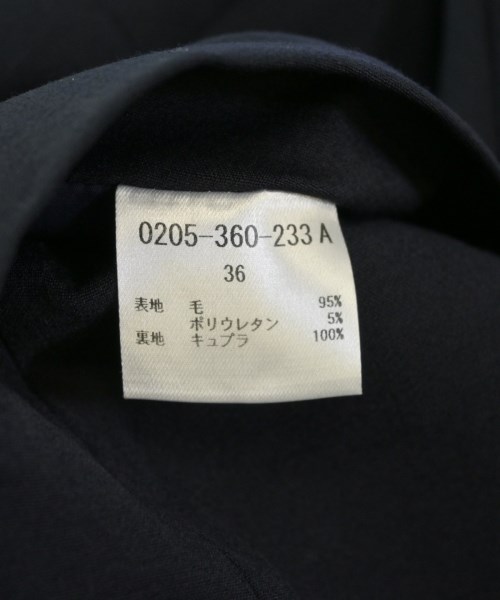 0205-360-233 A
36
表地 毛 95%
ポリウレタン 5%
裏地 キュプラ 100%